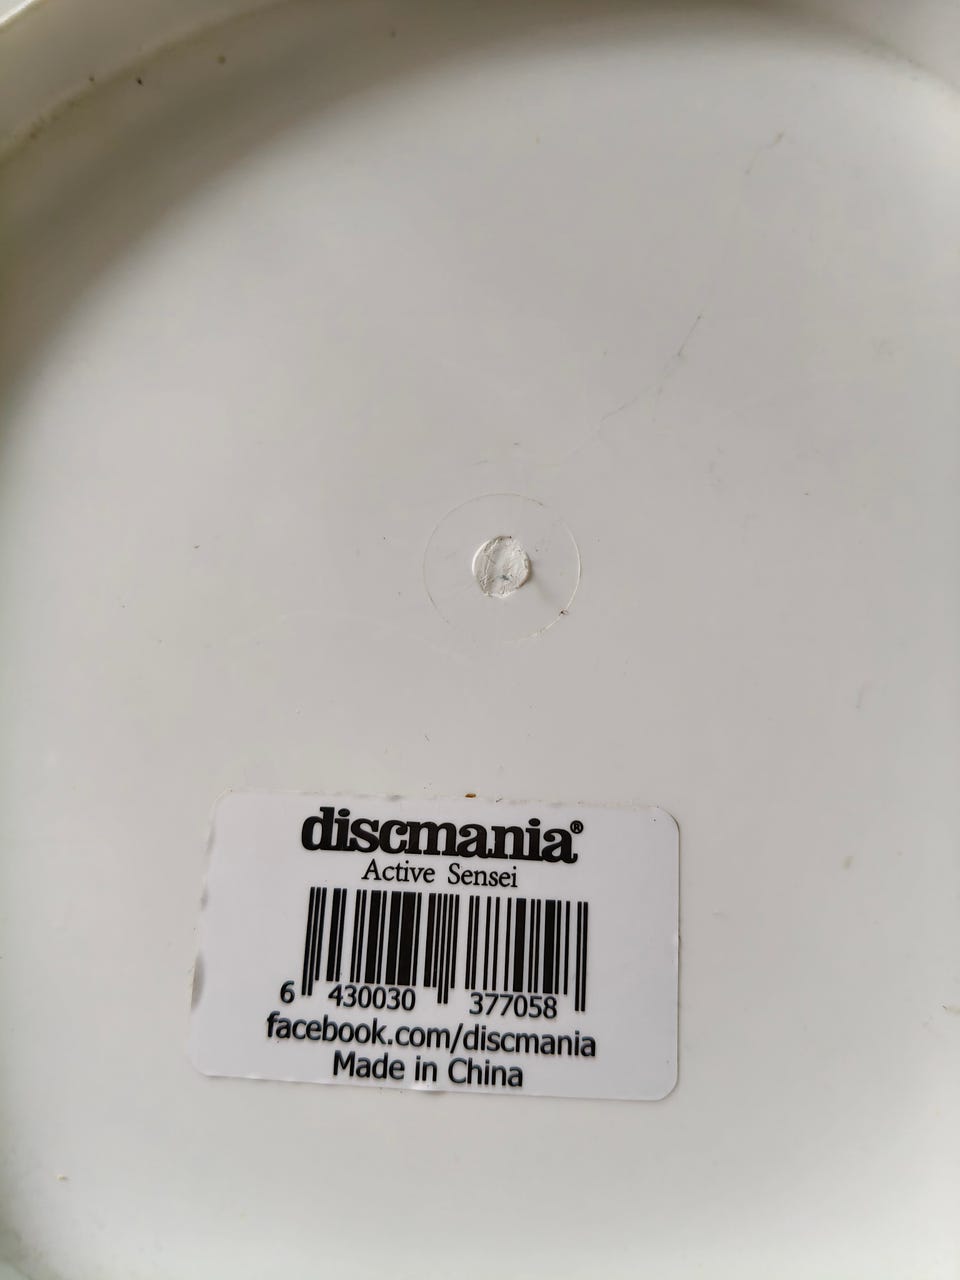 discmania®
Active Sensei
6 430030 377058
facebook.com/discmania
Made in China